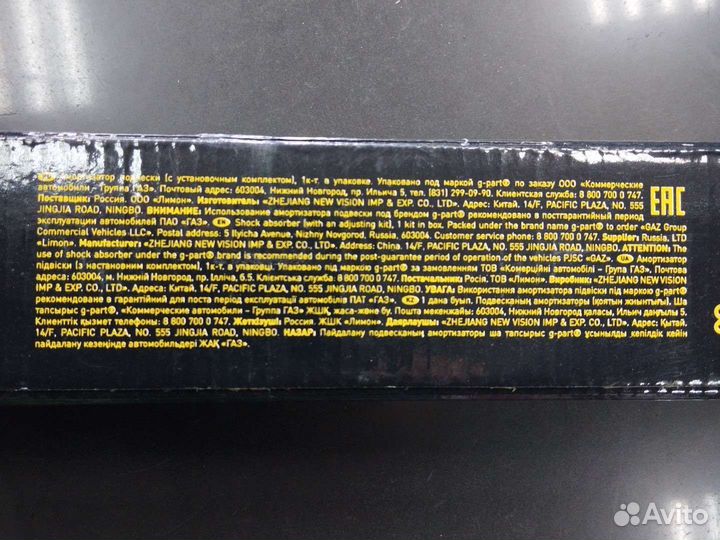 Амортизатор подвески (с установочным комплектом), 1к-т. в упаковке. Упаковано под маркой g-part® по заказу ООО «Коммерческие
автомобили - Группа ГАЗ». Почтовый адрес: 603004, Нижний Новгород, пр. Ильича 5, тел. (831) 299-09-90. Клиентская служба: 8 800 700 0 747.
Поставщик: Россия. ООО «Лимон». Изготовитель: «ZHEJIANG NEW VISION IMP & EXP. CO., LTD». Адрес: Китай. 14/F, PACIFIC PLAZA, NO. 555
JINGJIA ROAD, NINGBO. ВНИМАНИЕ: Использование амортизатора подвески под брендом g-part® рекомендовано в постгарантийный период
эксплуатации автомобилей ПАО «ГАЗ». EN Shock absorber (with an adjusting kit), 1 kit in box. Packed under the brand name g-part® to order «GAZ Group
Commercial Vehicles LLC». Postal address: 5 Ilyicha Avenue, Nizhny Novgorod, Russia, 603004. Customer service phone: 8 800 700 0 747. Supplier: Russia, LTD
«Limon». Manufacturer: «ZHEJIANG NEW VISION IMP & EXP. CO., LTD» Address: China. 14/F, PACIFIC PLAZA, NO. 555 JINGJIA ROAD, NINGBO. ATTENTION: The
use of shock absorber under the g-part® brand is recommended during the post-guarantee period of operation of the vehicles PJSC «GAZ». UA Амортизатор
підвіски (з настановним комплектом), 1к-т. в упаковці. Упаковано під маркою g-part® за замовленням ТОВ «Комерційні автомобілі - Група ГАЗ». Почтова
адреса: 603004, м. Нижній Новгород, пр. Ілліча, 6.5. Клієнтська служба. 8 800 700 0 747. Постачальник: Росія. ТОВ «Лимон». Виробник: «ZHEJIANG NEW VISION
IMP & EXP. CO., LTD». Адреса: Китай. 14/F, PACIFIC PLAZA, NO. 555 JINGJIA ROAD, NINGBO. УВАГА: Використання амортизатора підвіски під маркою g-part®
рекомендоване в гарантійний для поста період експлуатації автомобілів ПАТ «ГАЗ». KZ 1 дана буып. Подвесканың амортизаторы (қоятын жиынтығы). Ша
тапсырыс g-part®, «Коммерческие автомобили - Группа ГАЗ» ЖШҚ, жаса-және бу. Пошта мекенжайы: 603004, Нижний Новгород қаласы, Ильич даңғылы 5.
Клиенттік қызмет телефоны: 8 800 700 0 747. Жеткізуші: Россия. ЖШҚ «Лимон». Даярлаушы: «ZHEJIANG NEW VISION IMP & EXP. CO., LTD». Адрес: Қытай.
14/F, PACIFIC PLAZA, NO. 555 JINGJIA ROAD, NINGBO. НАЗАР: Пайдалану подвесканың амортизаторы ша тапсырыс g-part® ұсынылды кепілдік кейін
пайдалану кезеңінде автомобильдері ЖАҚ «ГАЗ».
EAC
Avito